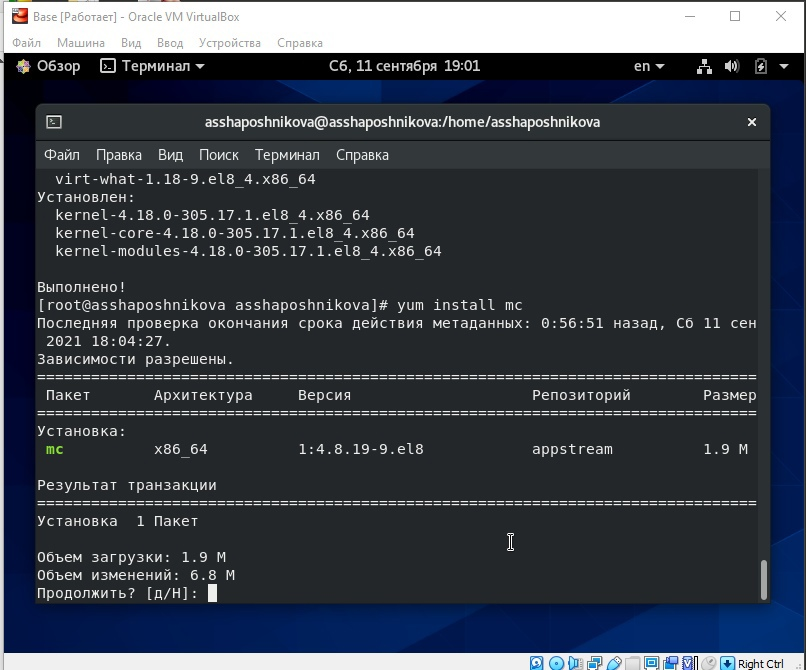 Base [Работает] - Oracle VM VirtualBox
Файл Машина Вид Ввод Устройства Справка
Обзор Терминал Сб, 11 сентября 19:01 en
asshaposhnikova@asshaposhnikova:/home/asshaposhnikova
Файл Правка Вид Поиск Терминал Справка
virt-what-1.18-9.el8_4.x86_64
Установлен:
kernel-4.18.0-305.17.1.el8_4.x86_64
kernel-core-4.18.0-305.17.1.el8_4.x86_64
kernel-modules-4.18.0-305.17.1.el8_4.x86_64
Выполнено!
[root@asshaposhnikova asshaposhnikova]# yum install mc
Последняя проверка окончания срока действия метаданных: 0:56:51 назад, Сб 11 сен
2021 18:04:27.
Зависимости разрешены.
================================================================================
Пакет Архитектура Версия Репозиторий Размер
================================================================================
Установка:
mc x86_64 1:4.8.19-9.el8 appstream 1.9 M
Результат транзакции
================================================================================
Установка 1 Пакет
Объем загрузки: 1.9 M
Объем изменений: 6.8 M
Продолжить? [д/Н]:
Right Ctrl